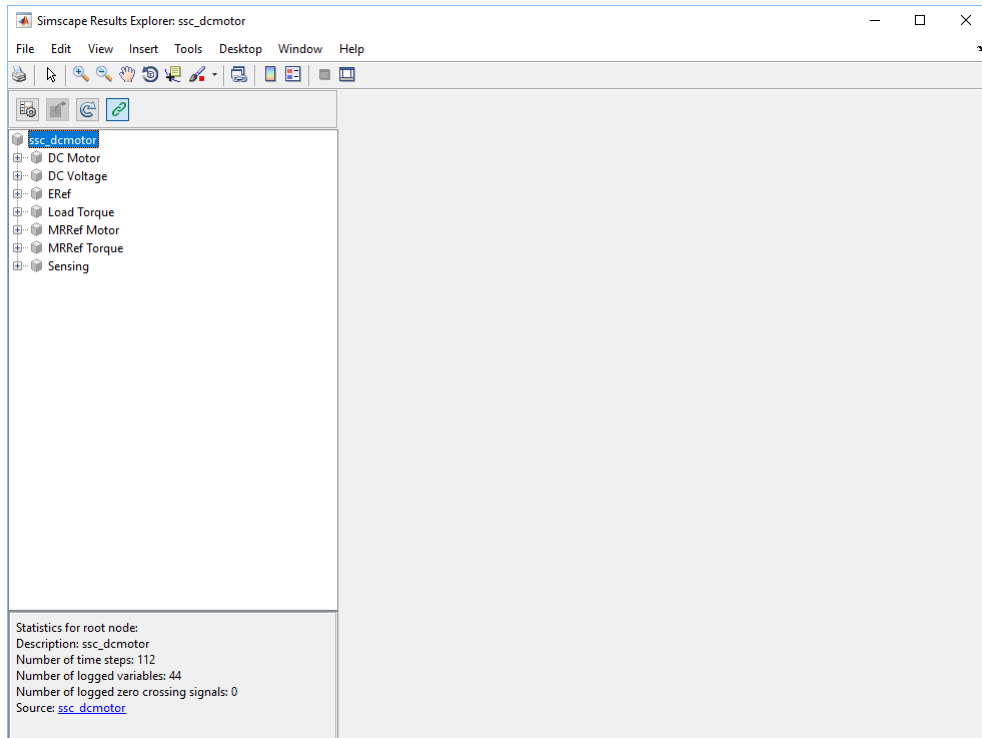 Simscape Results Explorer: ssc_dcmotor
File Edit View Insert Tools Desktop Window Help
ssc_dcmotor
DC Motor
DC Voltage
ERef
Load Torque
MRRef Motor
MRRef Torque
Sensing
Statistics for root node:
Description: ssc_dcmotor
Number of time steps: 112
Number of logged variables: 44
Number of logged zero crossing signals: 0
Source: ssc_dcmotor